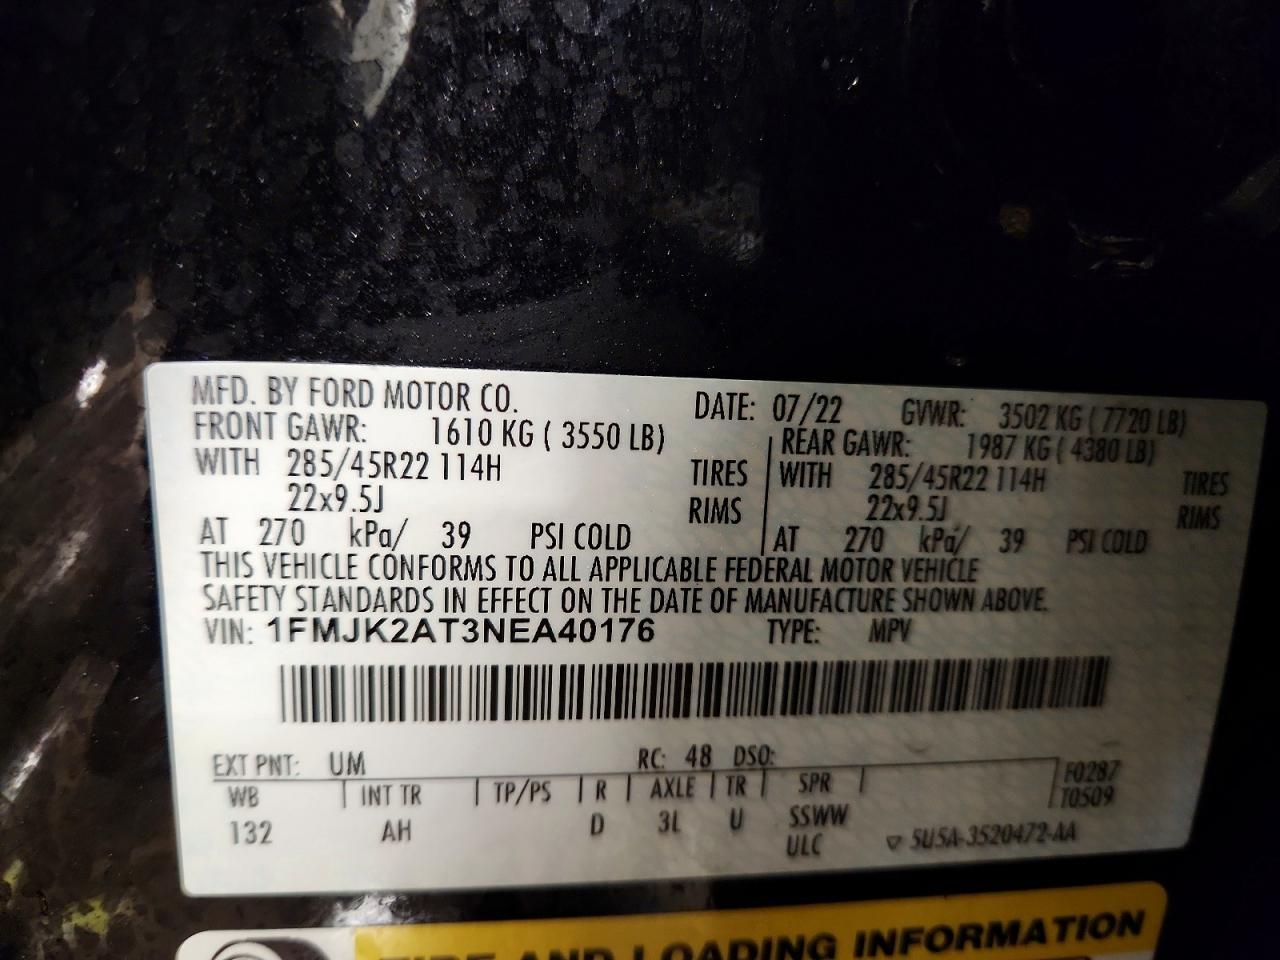 MFD. BY FORD MOTOR CO. DATE: 07/22 GVWR: 3502 KG ( 7720 LB)
FRONT GAWR: 1610 KG ( 3550 LB) REAR GAWR: 1987 KG ( 4380 LB)
WITH 285/45R22 114H TIRES WITH 285/45R22 114H TIRES
22x9.5J RIMS 22x9.5J RIMS
AT 270 kPa/ 39 PSI COLD AT 270 kPa/ 39 PSI COLD
THIS VEHICLE CONFORMS TO ALL APPLICABLE FEDERAL MOTOR VEHICLE
SAFETY STANDARDS IN EFFECT ON THE DATE OF MANUFACTURE SHOWN ABOVE.
VIN: 1FMJK2AT3NEA40176 TYPE: MPV
EXT PNT: UM RC: 48 DSO:
WB INT TR TP/PS R AXLE TR SPR F0287
T0509
132 AH D 3L U SSWW
ULC 5U5A-3520472-AA
TIRE AND LOADING INFORMATION